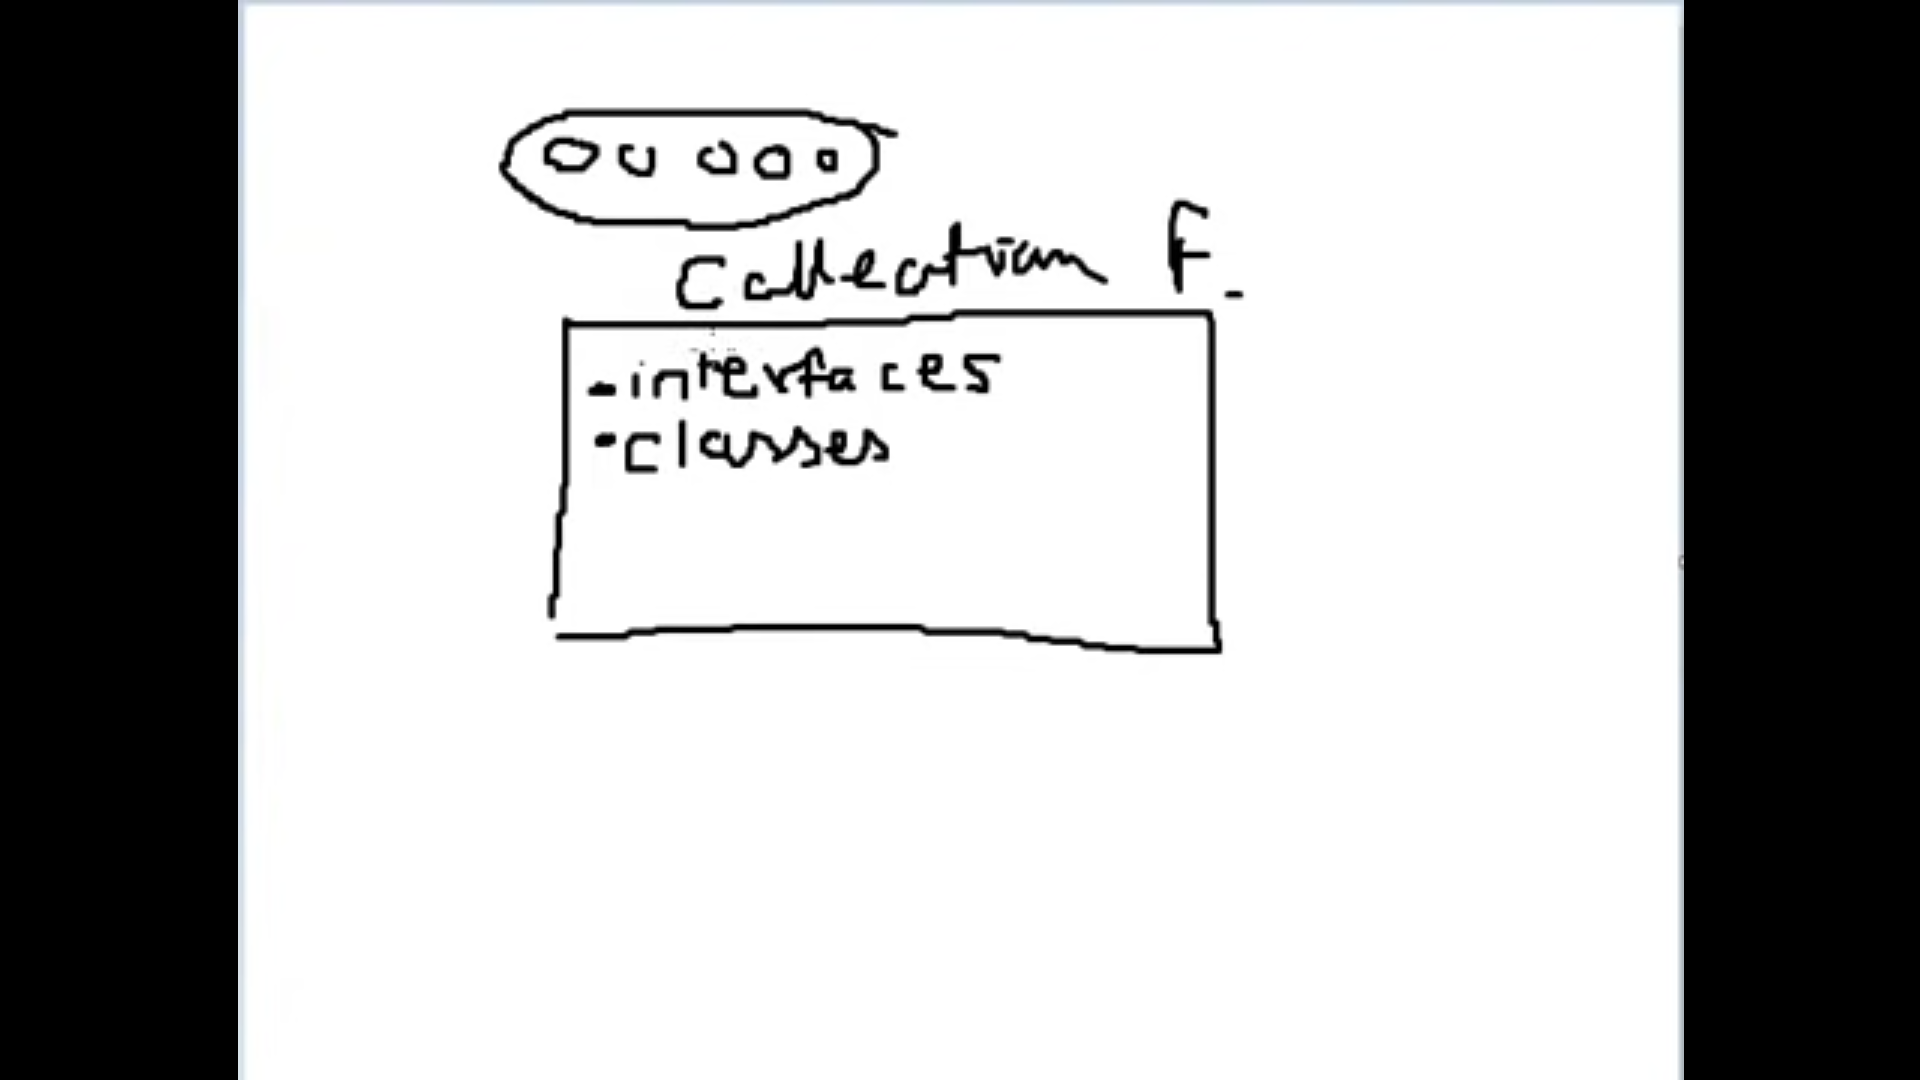 Collection F.
- interfaces
- classes